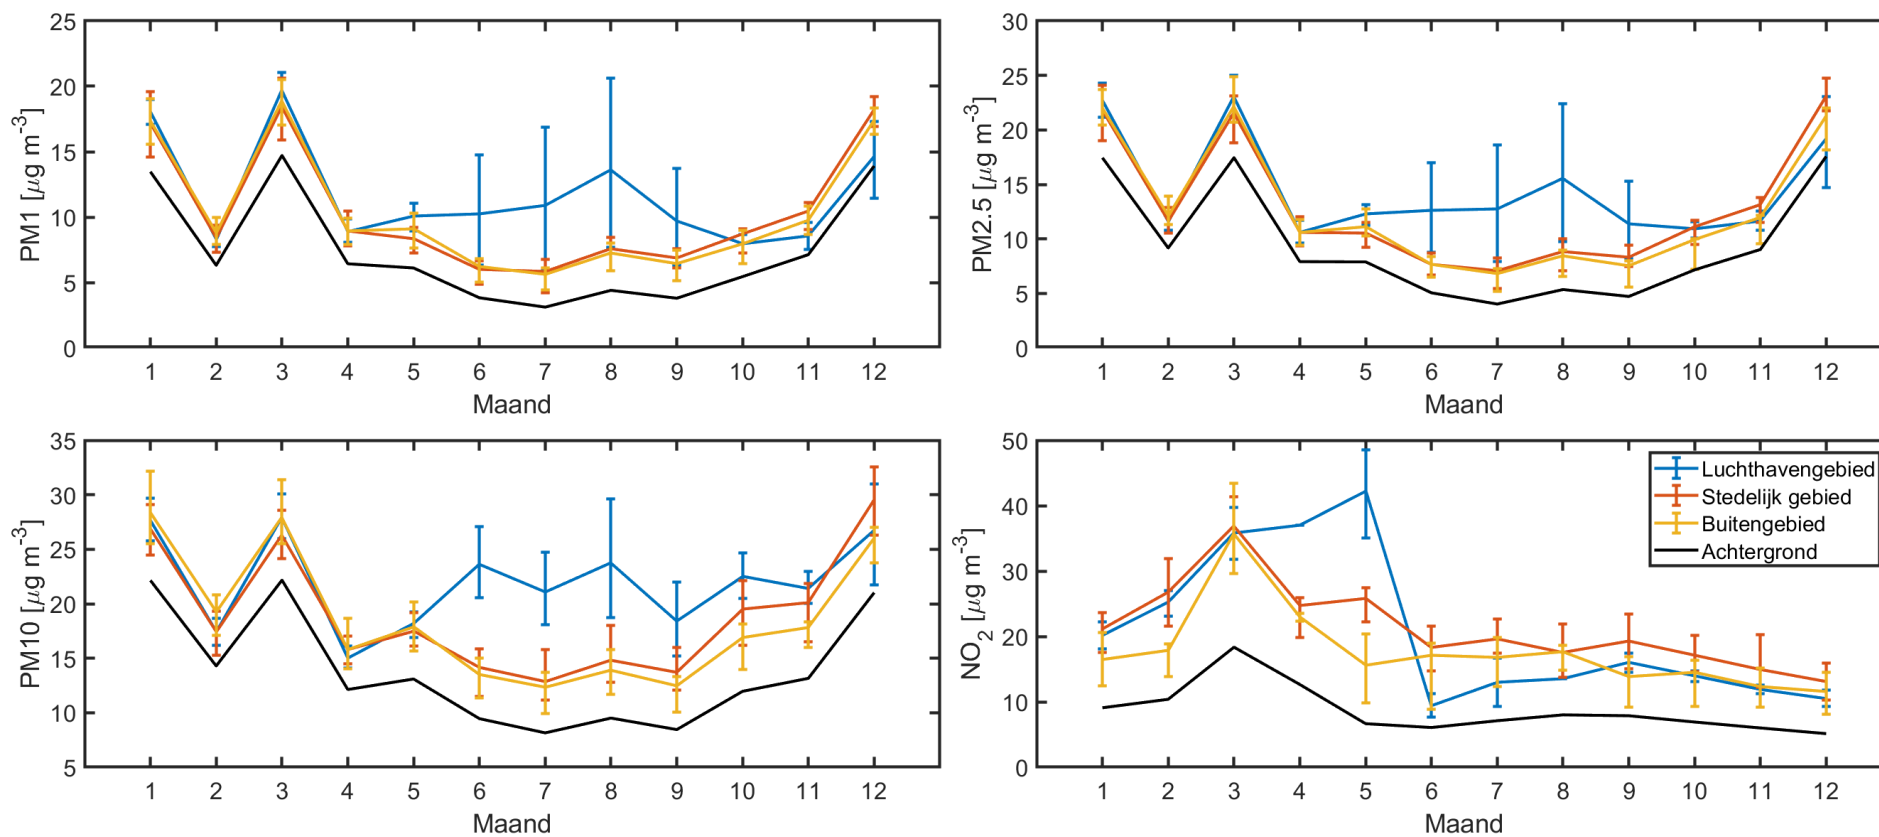 25
20
15
10
5
0
PM1 [μg m-3]
1 2 3 4 5 6 7 8 9 10 11 12
Maand
30
25
20
15
10
5
0
PM2.5 [μg m-3]
1 2 3 4 5 6 7 8 9 10 11 12
Maand
35
30
25
20
15
10
5
PM10 [μg m-3]
1 2 3 4 5 6 7 8 9 10 11 12
Maand
50
40
30
20
10
0
NO2 [μg m-3]
1 2 3 4 5 6 7 8 9 10 11 12
Maand
Luchthavengebied
Stedelijk gebied
Buitengebied
Achtergrond